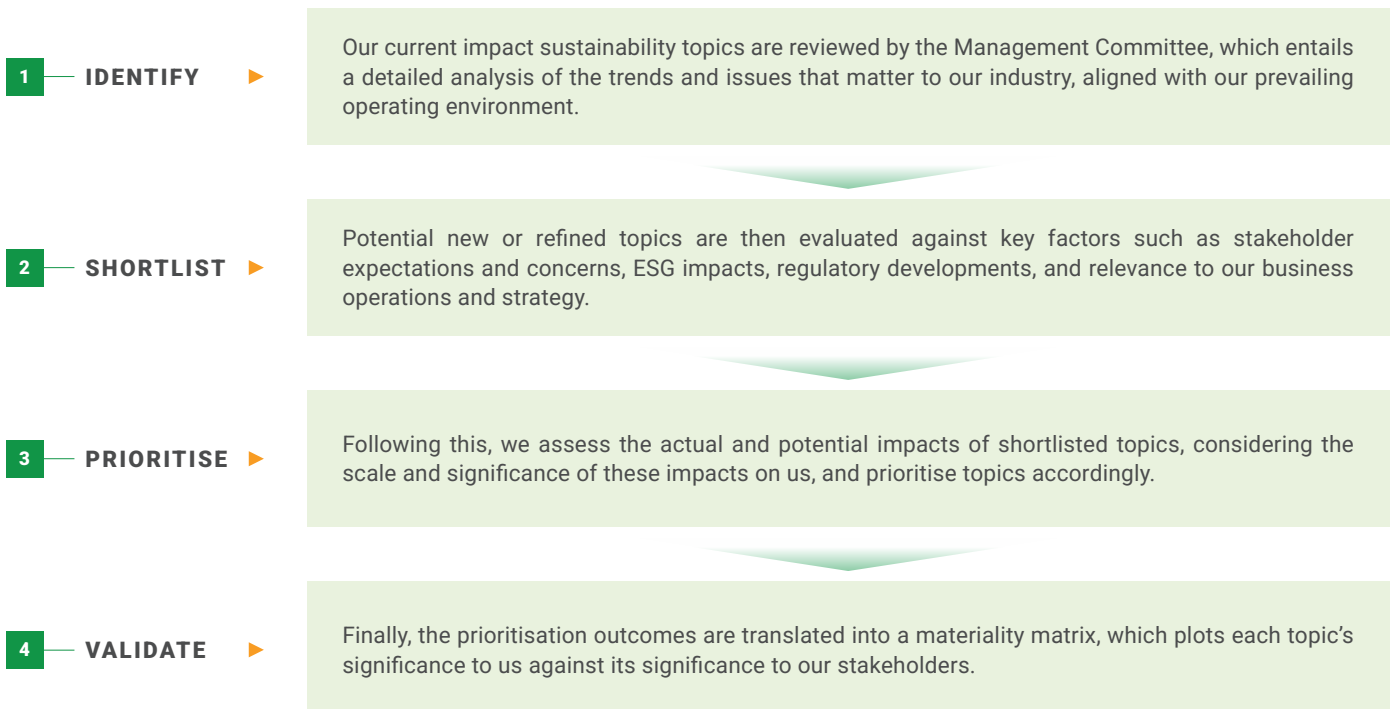 1 IDENTIFY
Our current impact sustainability topics are reviewed by the Management Committee, which entails
a detailed analysis of the trends and issues that matter to our industry, aligned with our prevailing
operating environment.
2 SHORTLIST
Potential new or refined topics are then evaluated against key factors such as stakeholder
expectations and concerns, ESG impacts, regulatory developments, and relevance to our business
operations and strategy.
3 PRIORITISE
Following this, we assess the actual and potential impacts of shortlisted topics, considering the
scale and significance of these impacts on us, and prioritise topics accordingly.
4 VALIDATE
Finally, the prioritisation outcomes are translated into a materiality matrix, which plots each topic’s
significance to us against its significance to our stakeholders.